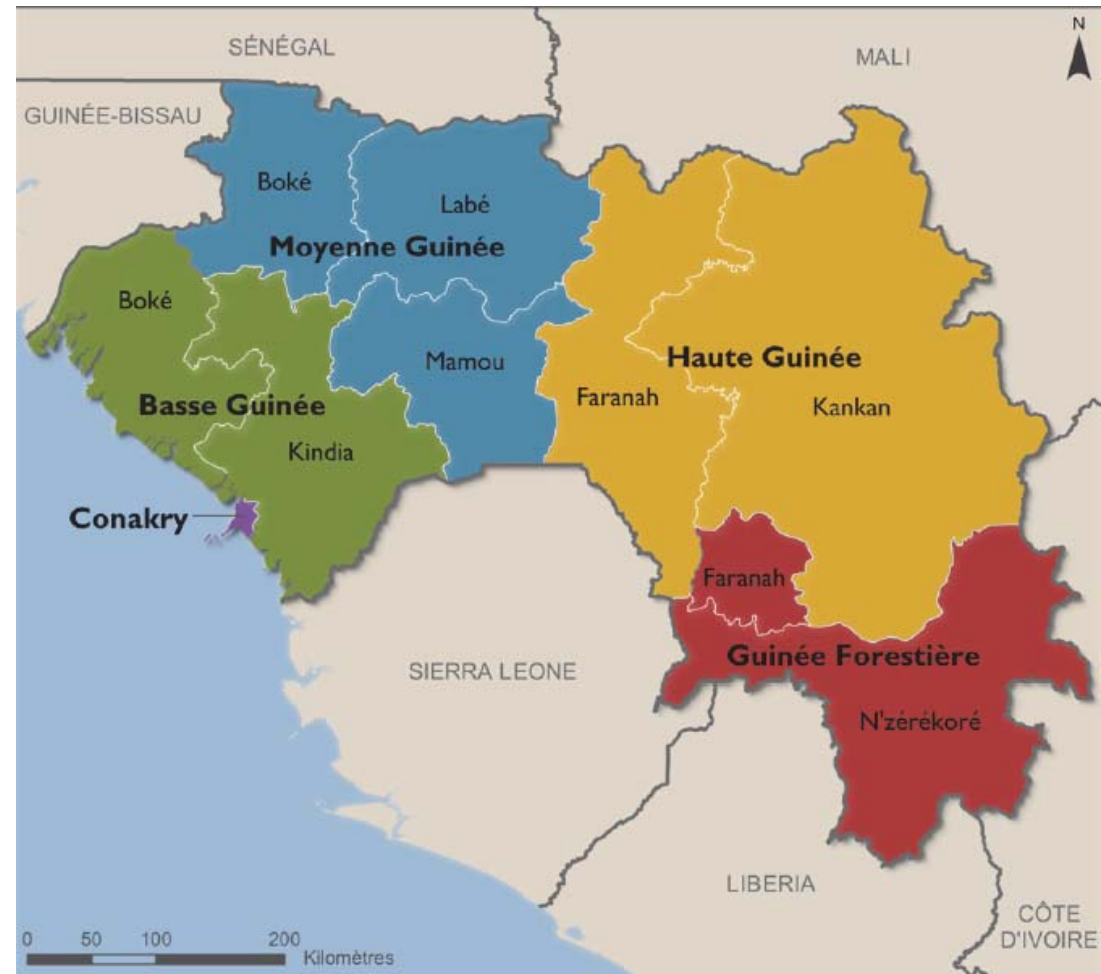 N
SÉNÉGAL
MALI
GUINÉE-BISSAU
Boké
Labé
Moyenne Guinée
Boké
Mamou
Haute Guinée
Faranah
Kankan
Basse Guinée
Kindia
Conakry
Faranah
Guinée Forestière
SIERRA LEONE
N'zérékoré
LIBERIA
CÔTE
D'IVOIRE
0 50 100 200
Kilomètres